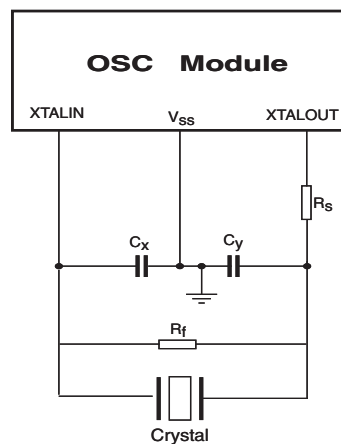 OSC Module
XTALIN
Vss
XTALOUT
Rs
Cx
Cy
Rf
Crystal